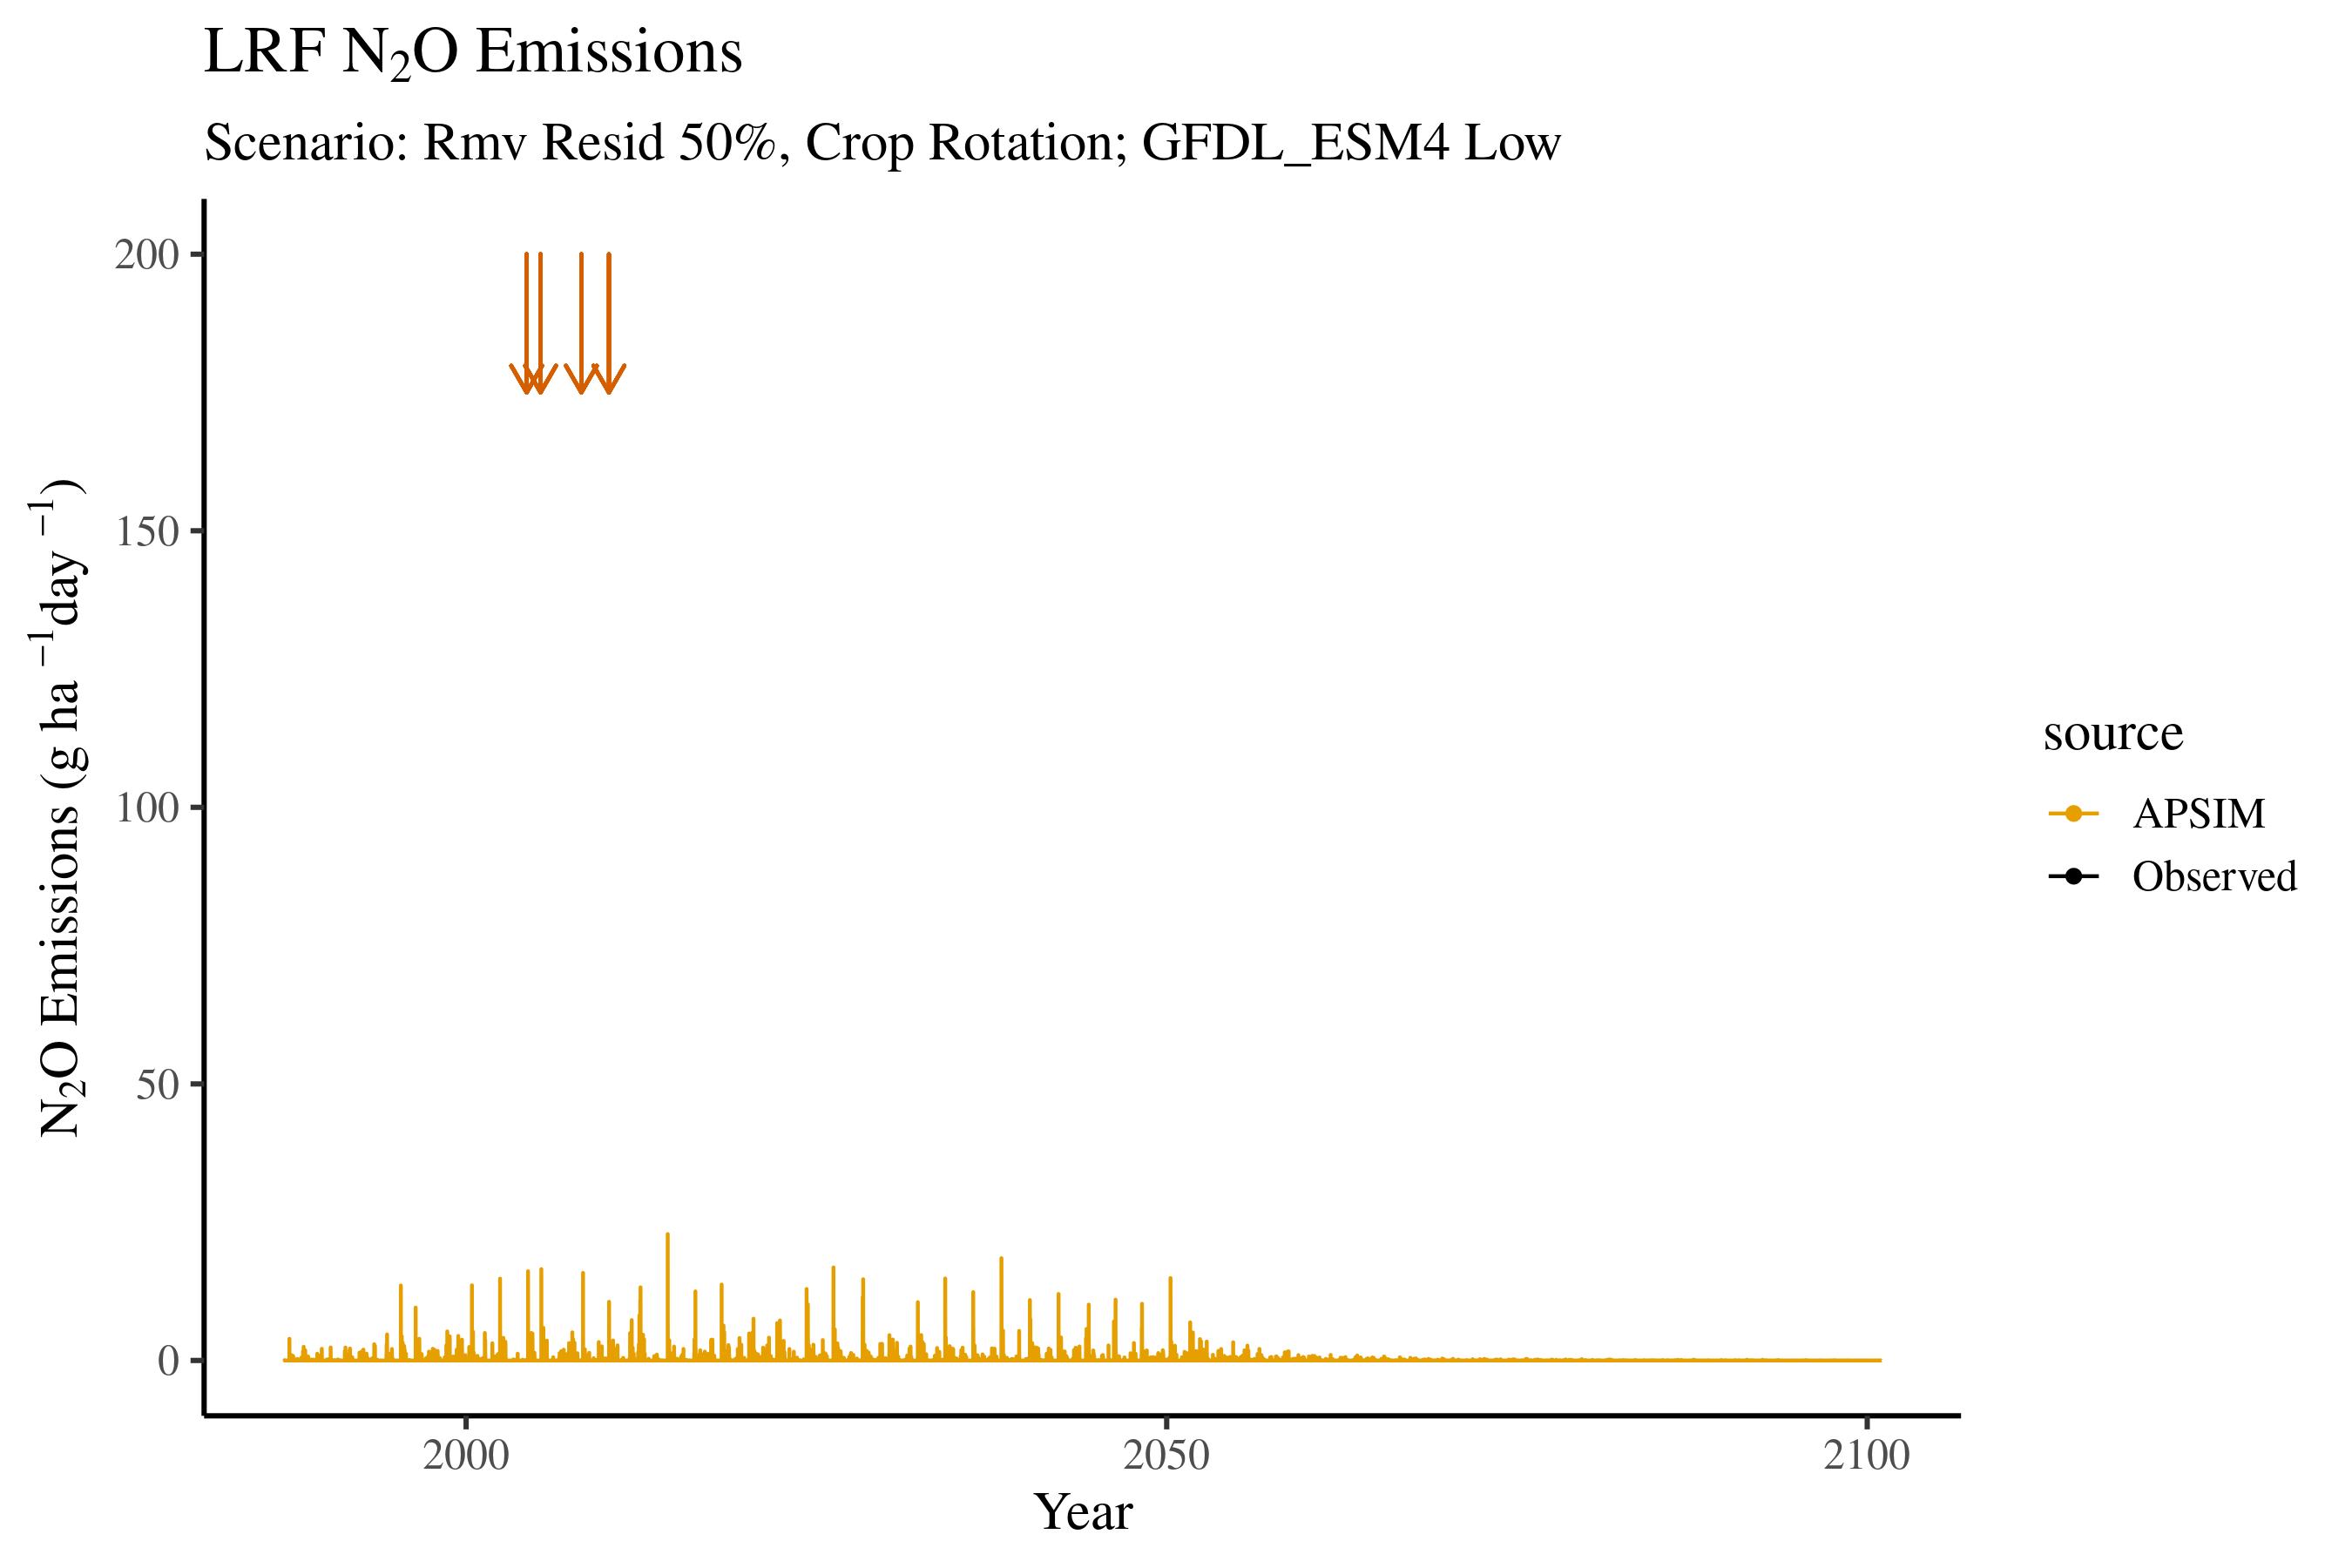 LRF N₂O Emissions
Scenario: Rmv Resid 50%, Crop Rotation; GFDL_ESM4 Low
N₂O Emissions (g ha ⁻¹day ⁻¹)
200
150
100
50
0
2000
2050
2100
Year
source
APSIM
Observed